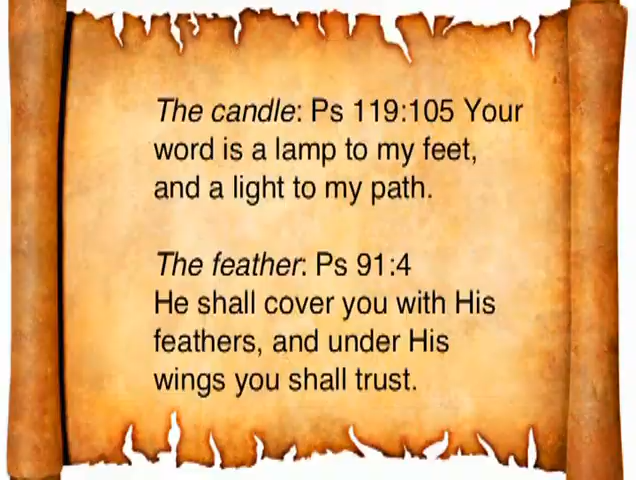 The candle: Ps 119:105 Your
word is a lamp to my feet,
and a light to my path.
The feather: Ps 91:4
He shall cover you with His
feathers, and under His
wings you shall trust.